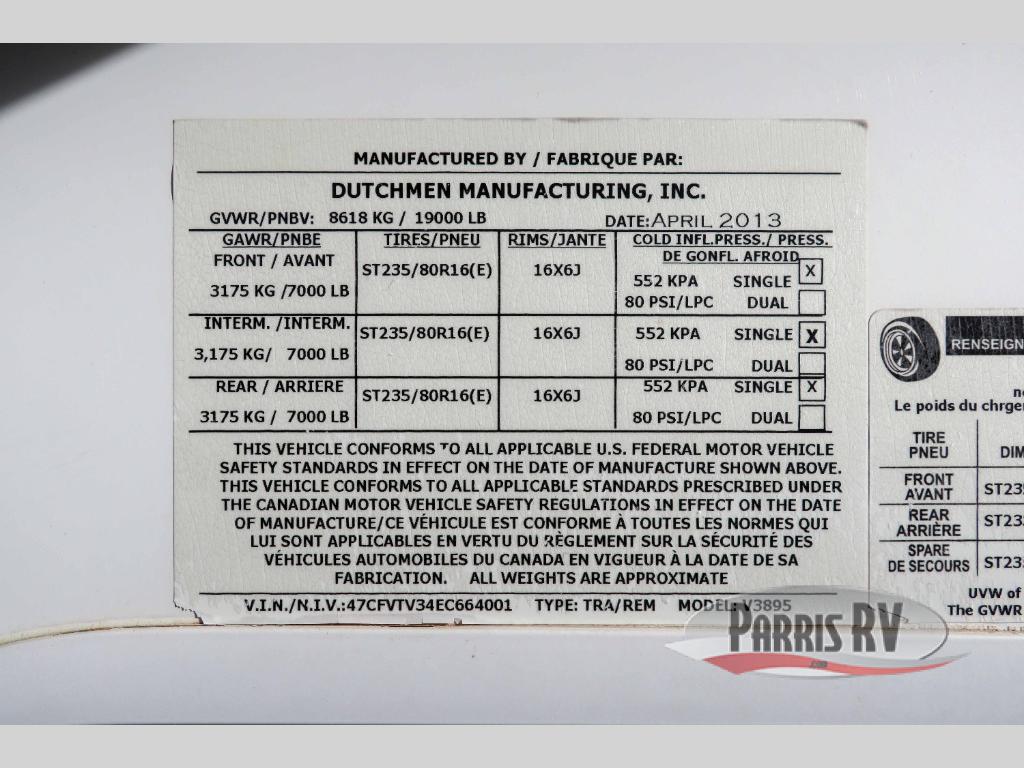 MANUFACTURED BY / FABRIQUE PAR:
DUTCHMEN MANUFACTURING, INC.
GVWR/PNBV: 8618 KG / 19000 LB DATE:APRIL 2013
GAWR/PNBE TIRES/PNEU RIMS/JANTE COLD INFL.PRESS./ PRESS.
DE GONFL. AFROID
FRONT / AVANT ST235/80R16(E) 16X6J 552 KPA SINGLE X
3175 KG /7000 LB 80 PSI/LPC DUAL
INTERM. /INTERM. ST235/80R16(E) 16X6J 552 KPA SINGLE X
3,175 KG/ 7000 LB 80 PSI/LPC DUAL
REAR / ARRIERE ST235/80R16(E) 16X6J 552 KPA SINGLE X
3175 KG / 7000 LB 80 PSI/LPC DUAL
THIS VEHICLE CONFORMS TO ALL APPLICABLE U.S. FEDERAL MOTOR VEHICLE
SAFETY STANDARDS IN EFFECT ON THE DATE OF MANUFACTURE SHOWN ABOVE.
THIS VEHICLE CONFORMS TO ALL APPLICABLE STANDARDS PRESCRIBED UNDER
THE CANADIAN MOTOR VEHICLE SAFETY REGULATIONS IN EFFECT ON THE DATE
OF MANUFACTURE/CE VÉHICULE EST CONFORME À TOUTES LES NORMES QUI
LUI SONT APPLICABLES EN VERTU DU RÈGLEMENT SUR LA SÉCURITÉ DES
VÉHICULES AUTOMOBILES DU CANADA EN VIGUEUR À LA DATE DE SA
FABRICATION. ALL WEIGHTS ARE APPROXIMATE
V.I.N./N.I.V.:47CFVTV34EC664001 TYPE: TRA/REM MODEL: V3895
RENSEIGN
Le poids du chrge
TIRE
PNEU DIM
FRONT
AVANT ST235
REAR
ARRIÈRE ST235
SPARE
DE SECOURS ST235
UVW of
The GVWR
PARRIS RV
.com